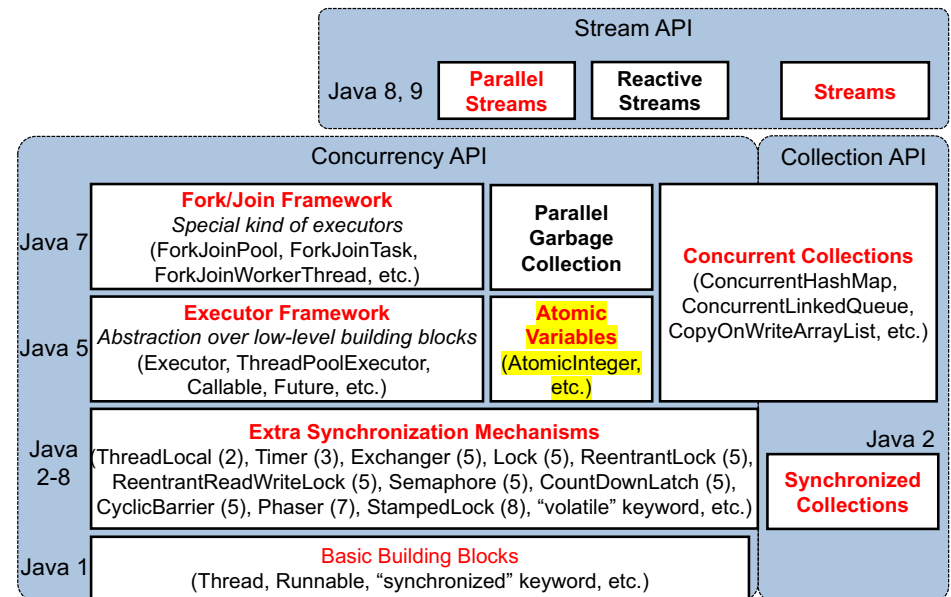 Stream API
Java 8, 9
Parallel
Streams
Reactive
Streams
Streams
Concurrency API
Collection API
Java 7
Fork/Join Framework
Special kind of executors
(ForkJoinPool, ForkJoinTask,
ForkJoinWorkerThread, etc.)
Parallel
Garbage
Collection
Concurrent Collections
(ConcurrentHashMap,
ConcurrentLinkedQueue,
CopyOnWriteArrayList, etc.)
Java 5
Executor Framework
Abstraction over low-level building blocks
(Executor, ThreadPoolExecutor,
Callable, Future, etc.)
Atomic
Variables
(AtomicInteger,
etc.)
Java
2-8
Extra Synchronization Mechanisms
(ThreadLocal (2), Timer (3), Exchanger (5), Lock (5), ReentrantLock (5),
ReentrantReadWriteLock (5), Semaphore (5), CountDownLatch (5),
CyclicBarrier (5), Phaser (7), StampedLock (8), “volatile” keyword, etc.)
Java 2
Synchronized
Collections
Java 1
Basic Building Blocks
(Thread, Runnable, “synchronized” keyword, etc.)